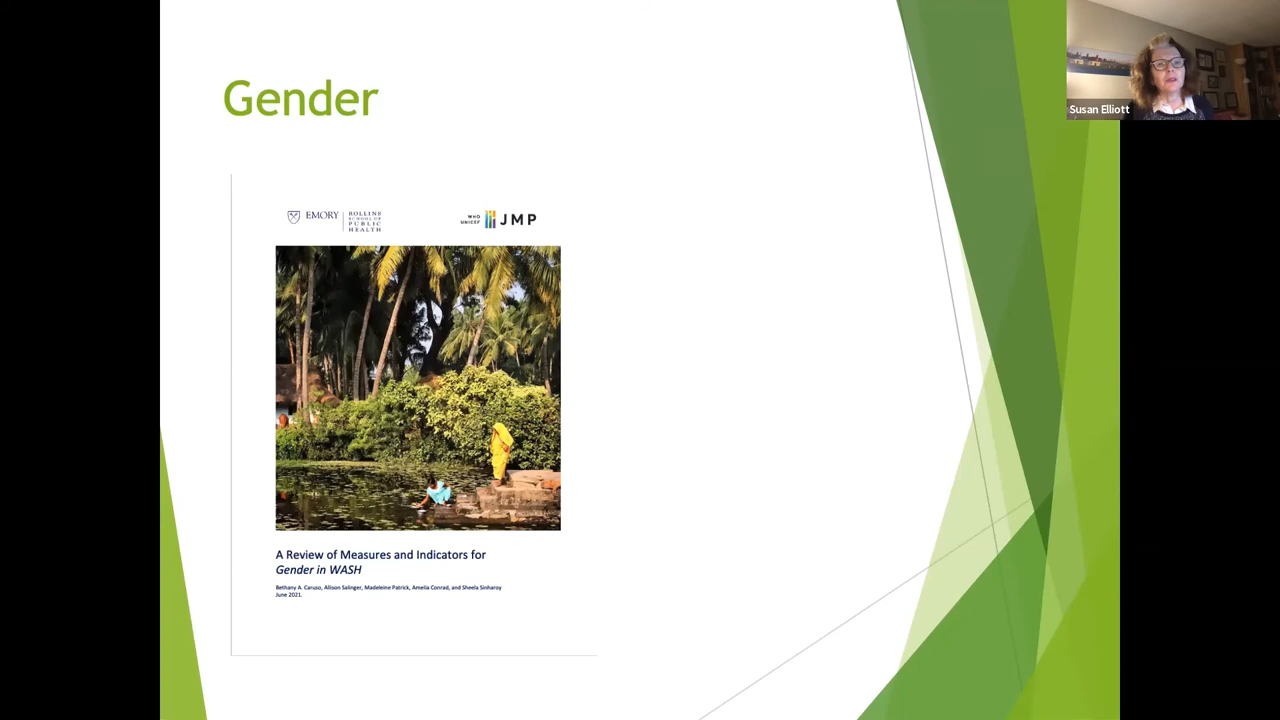 Gender
Susan Elliott
EMORY
ROLLINS
SCHOOL OF
PUBLIC
HEALTH
WHO
UNICEF
JMP
A Review of Measures and Indicators for
Gender in WASH
Bethany A. Caruso, Allison Salinger, Madeleine Patrick, Amelia Conrad, and Sheela Sinharoy
June 2021.